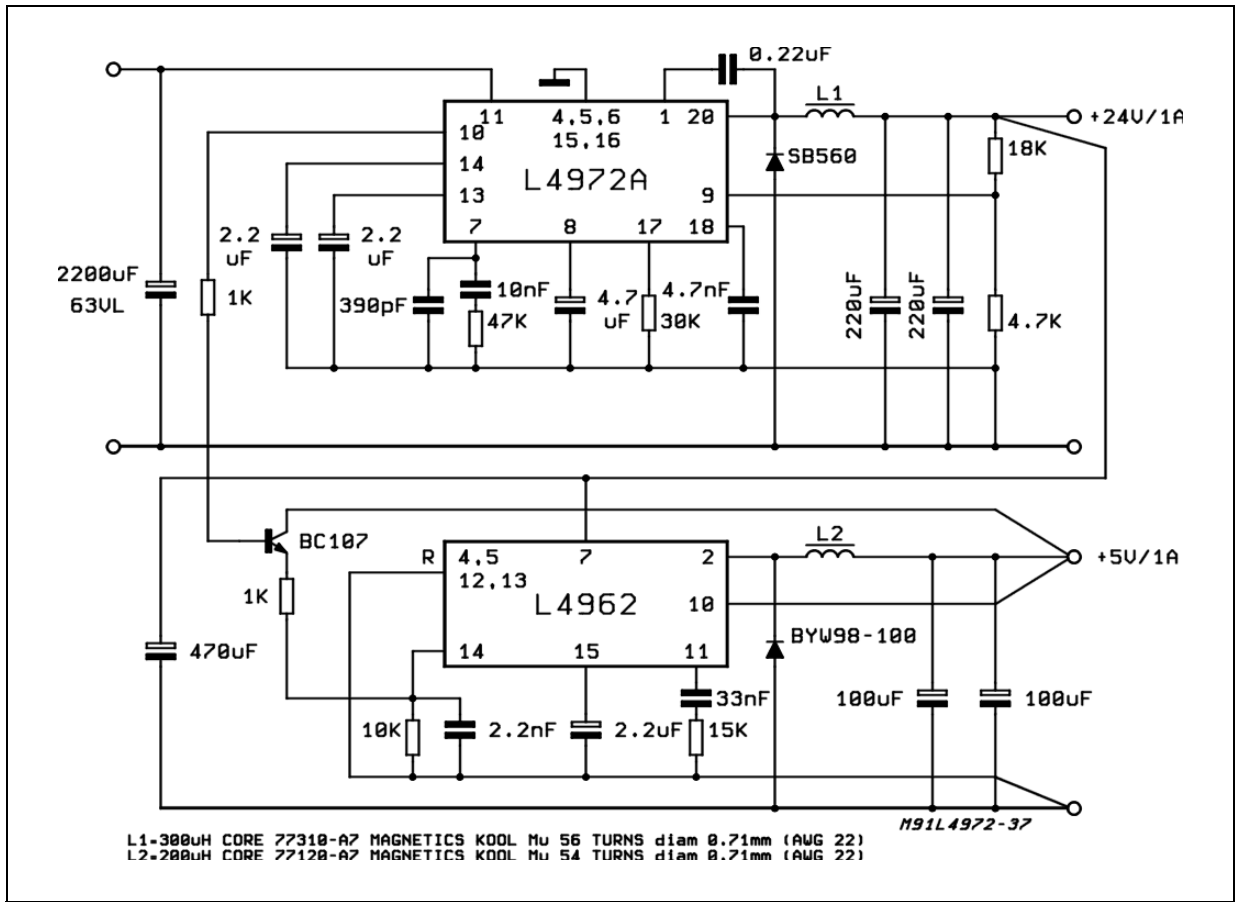 0.22uF
L1
+24V/1A
11
4,5,6
15,16
1
20
10
14
13
L4972A
9
7
8
17
18
SB560
18K
2.2
uF
2.2
uF
2200uF
63VL
1K
390pF
10nF
47K
4.7
uF
30K
4.7nF
220uF
220uF
4.7K
BC107
1K
R
4,5
12,13
7
2
L4962
10
14
15
11
L2
+5V/1A
BYW98-100
470uF
10K
2.2nF
2.2uF
33nF
15K
100uF
100uF
M91L4972-37
L1=300uH CORE 77310-A7 MAGNETICS KOOL Mu 56 TURNS diam 0.71mm (AWG 22)
L2=200uH CORE 77120-A7 MAGNETICS KOOL Mu 54 TURNS diam 0.71mm (AWG 22)